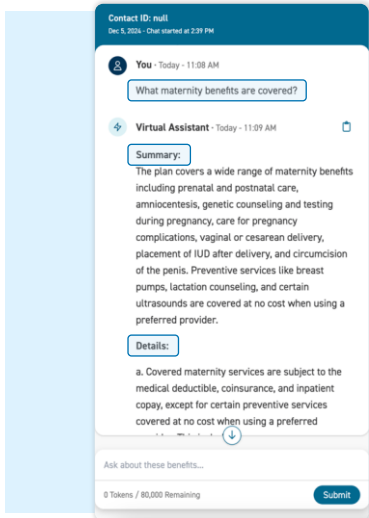 Contact ID: null
Dec 5, 2024 - Chat started at 2:39 PM
You - Today - 11:08 AM
What maternity benefits are covered?
Virtual Assistant - Today - 11:09 AM
Summary:
The plan covers a wide range of maternity benefits
including prenatal and postnatal care,
amniocentesis, genetic counseling and testing
during pregnancy, care for pregnancy
complications, vaginal or cesarean delivery,
placement of IUD after delivery, and circumcision
of the penis. Preventive services like breast
pumps, lactation counseling, and certain
ultrasounds are covered at no cost when using a
preferred provider.
Details:
a. Covered maternity services are subject to the
medical deductible, coinsurance, and inpatient
copay, except for certain preventive services
covered at no cost when using a preferred
Ask about these benefits...
0 Tokens / 80,000 Remaining
Submit